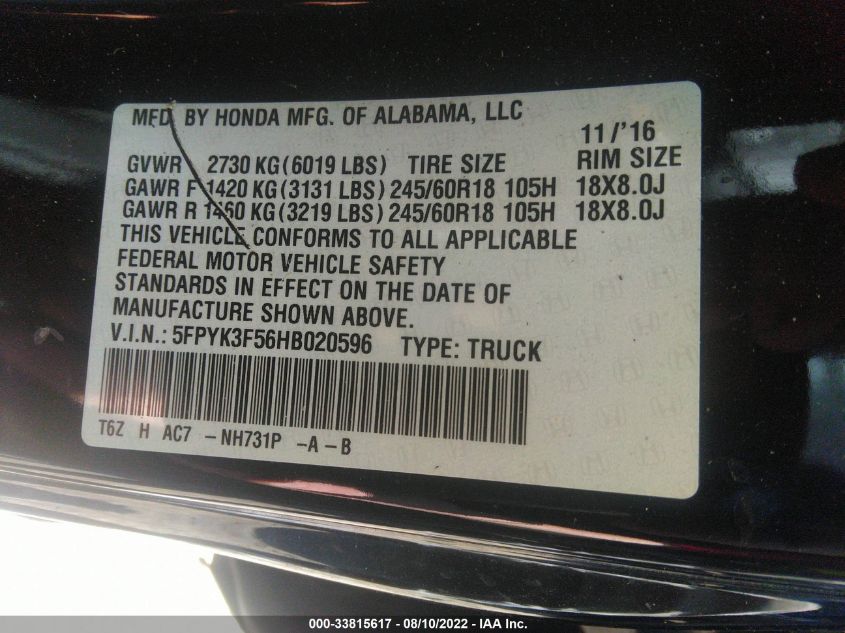 MFD. BY HONDA MFG. OF ALABAMA, LLC
11/'16
GVWR 2730 KG(6019 LBS) TIRE SIZE RIM SIZE
GAWR F 1420 KG(3131 LBS) 245/60R18 105H 18X8.0J
GAWR R 1460 KG(3219 LBS) 245/60R18 105H 18X8.0J
THIS VEHICLE CONFORMS TO ALL APPLICABLE
FEDERAL MOTOR VEHICLE SAFETY
STANDARDS IN EFFECT ON THE DATE OF
MANUFACTURE SHOWN ABOVE.
V.I.N.: 5FPYK3F56HB020596 TYPE: TRUCK
T6Z H AC7 -NH731P -A-B
000-33815617 - 08/10/2022 - IAA Inc.